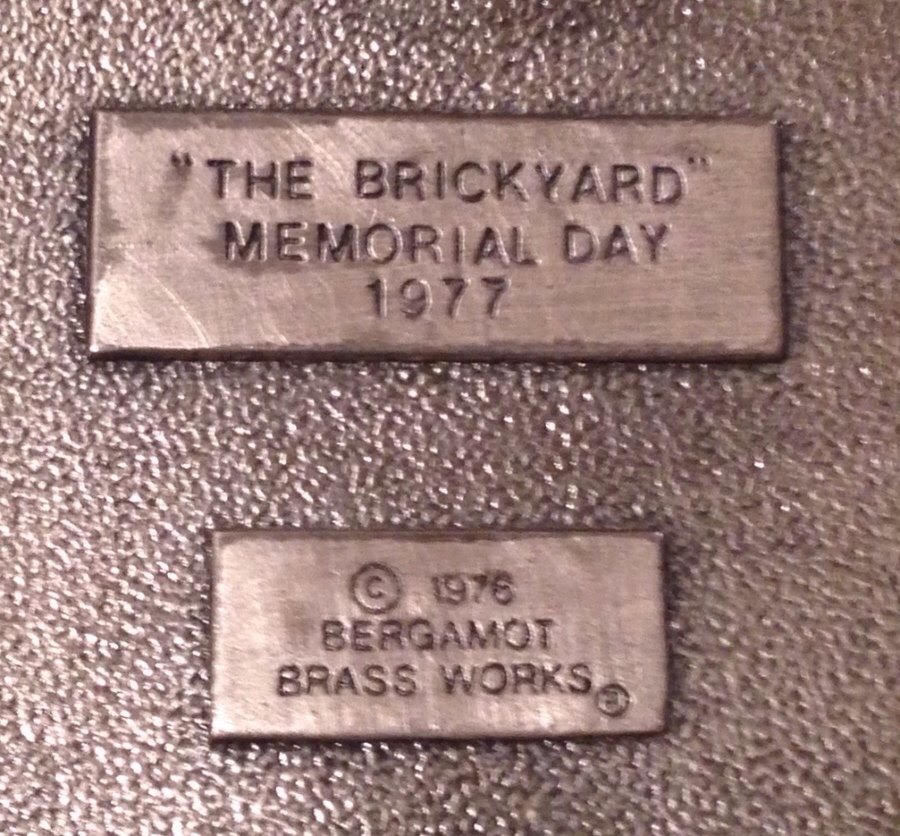 "THE BRICKYARD"
MEMORIAL DAY
1977
© 1976
BERGAMOT
BRASS WORKS